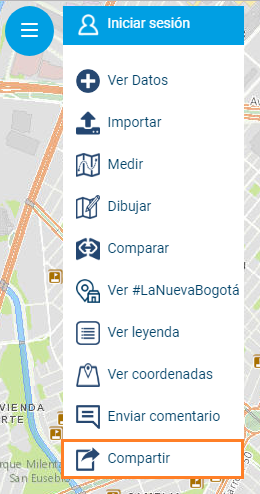 Iniciar sesión
Ver Datos
Importar
Medir
Dibujar
Comparar
Ver #LaNuevaBogotá
Ver leyenda
Ver coordenadas
Enviar comentario
Compartir
VIENDA
RTE
rque Milenta
San Eusebio